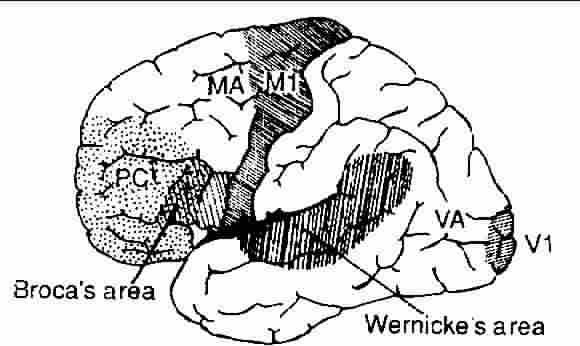 MA M1
PC
VA
V1
Broca's area
Wernicke's area